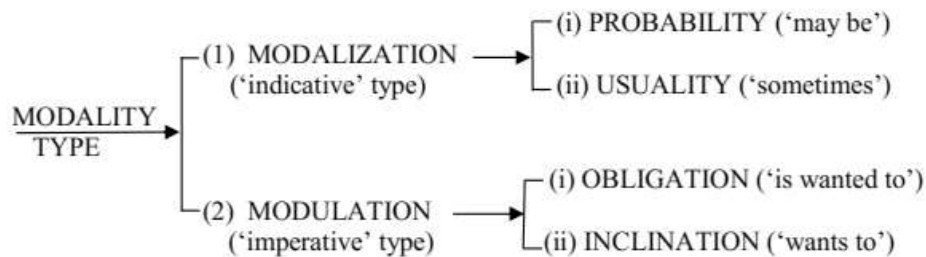 (i) PROBABILITY (‘may be’)
(1) MODALIZATION
(‘indicative’ type)
(ii) USUALITY (‘sometimes’)
MODALITY
TYPE
(i) OBLIGATION (‘is wanted to’)
(2) MODULATION
(‘imperative’ type)
(ii) INCLINATION (‘wants to’)